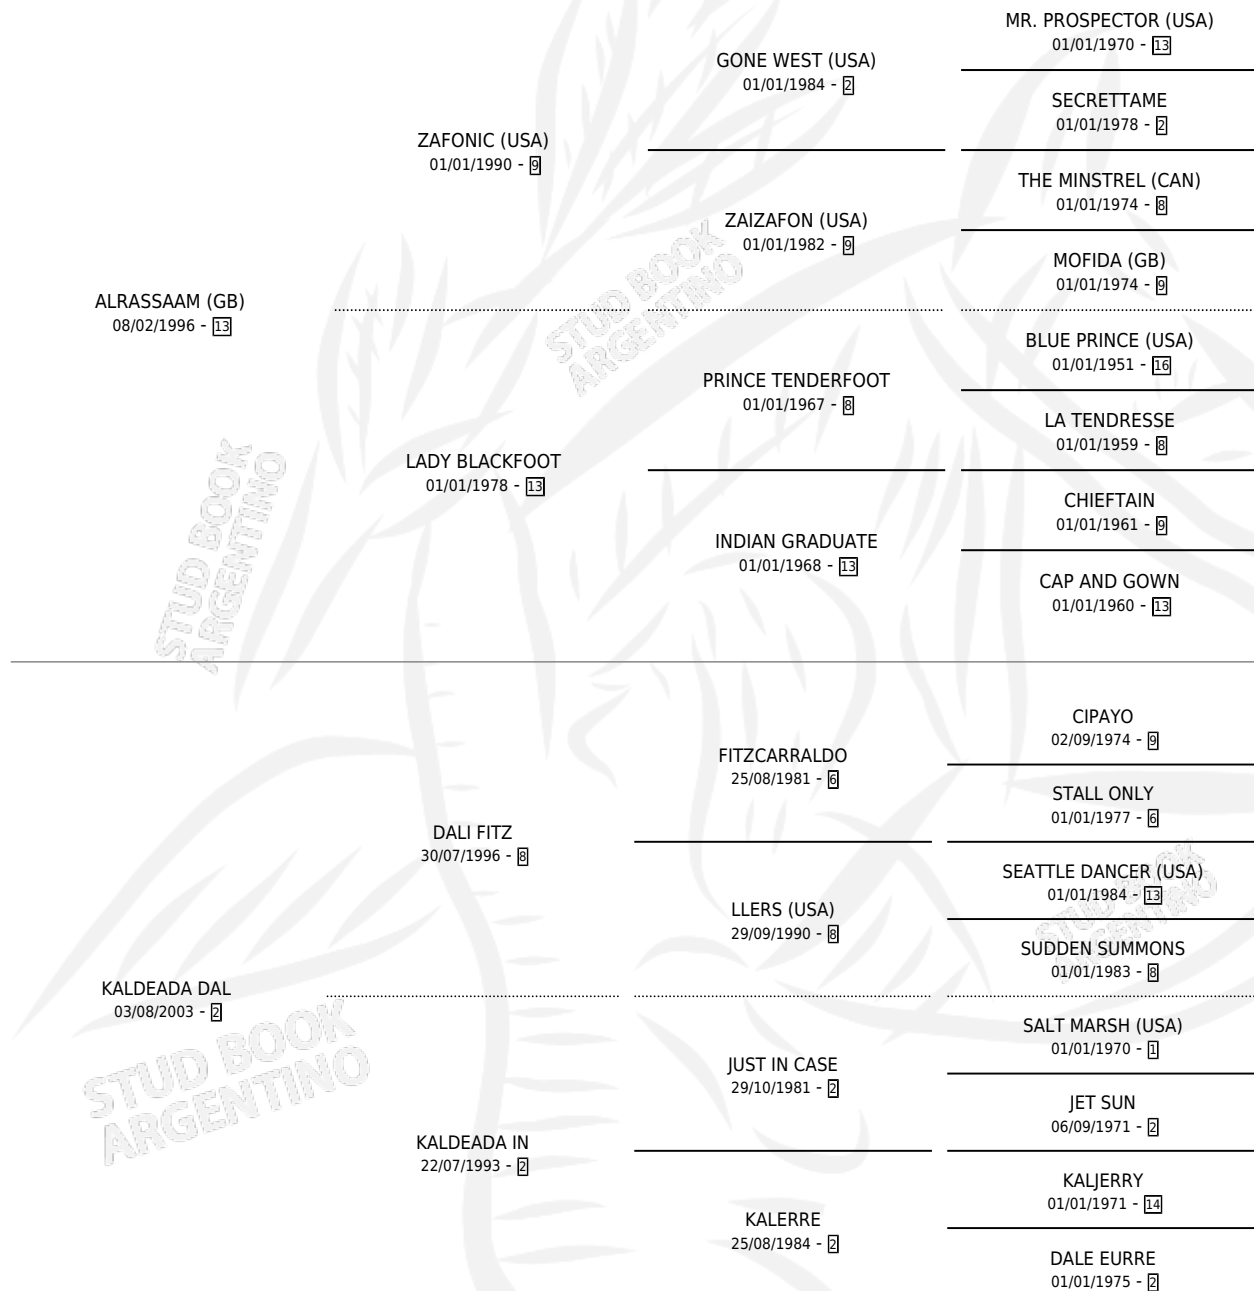 MR. PROSPECTOR (USA)
01/01/1970 - 13
GONE WEST (USA)
01/01/1984 - 2
SECRETTAME
01/01/1978 - 2
ZAFONIC (USA)
01/01/1990 - 9
THE MINSTREL (CAN)
01/01/1974 - 8
ZAIZAFON (USA)
01/01/1982 - 9
MOFIDA (GB)
01/01/1974 - 9
ALRASSAAM (GB)
08/02/1996 - 13
STUD BOOK
ARGENTINO
BLUE PRINCE (USA)
01/01/1951 - 16
PRINCE TENDERFOOT
01/01/1967 - 8
LA TENDRESSE
01/01/1959 - 8
LADY BLACKFOOT
01/01/1978 - 13
CHIEFTAIN
01/01/1961 - 9
INDIAN GRADUATE
01/01/1968 - 13
CAP AND GOWN
01/01/1960 - 13
STUD BOOK
ARGENTINO
CIPAYO
02/09/1974 - 9
FITZCARRALDO
25/08/1981 - 6
STALL ONLY
01/01/1977 - 6
DALI FITZ
30/07/1996 - 8
SEATTLE DANCER (USA)
01/01/1984 - 13
LLERS (USA)
29/09/1990 - 8
STUD BOOK
ARGENTINO
SUDDEN SUMMONS
01/01/1983 - 8
KALDEADA DAL
03/08/2003 - 2
STUD BOOK
ARGENTINO
SALT MARSH (USA)
01/01/1970 - 1
JUST IN CASE
29/10/1981 - 2
JET SUN
06/09/1971 - 2
KALDEADA IN
22/07/1993 - 2
KALJERRY
01/01/1971 - 14
KALERRE
25/08/1984 - 2
DALE EURRE
01/01/1975 - 2